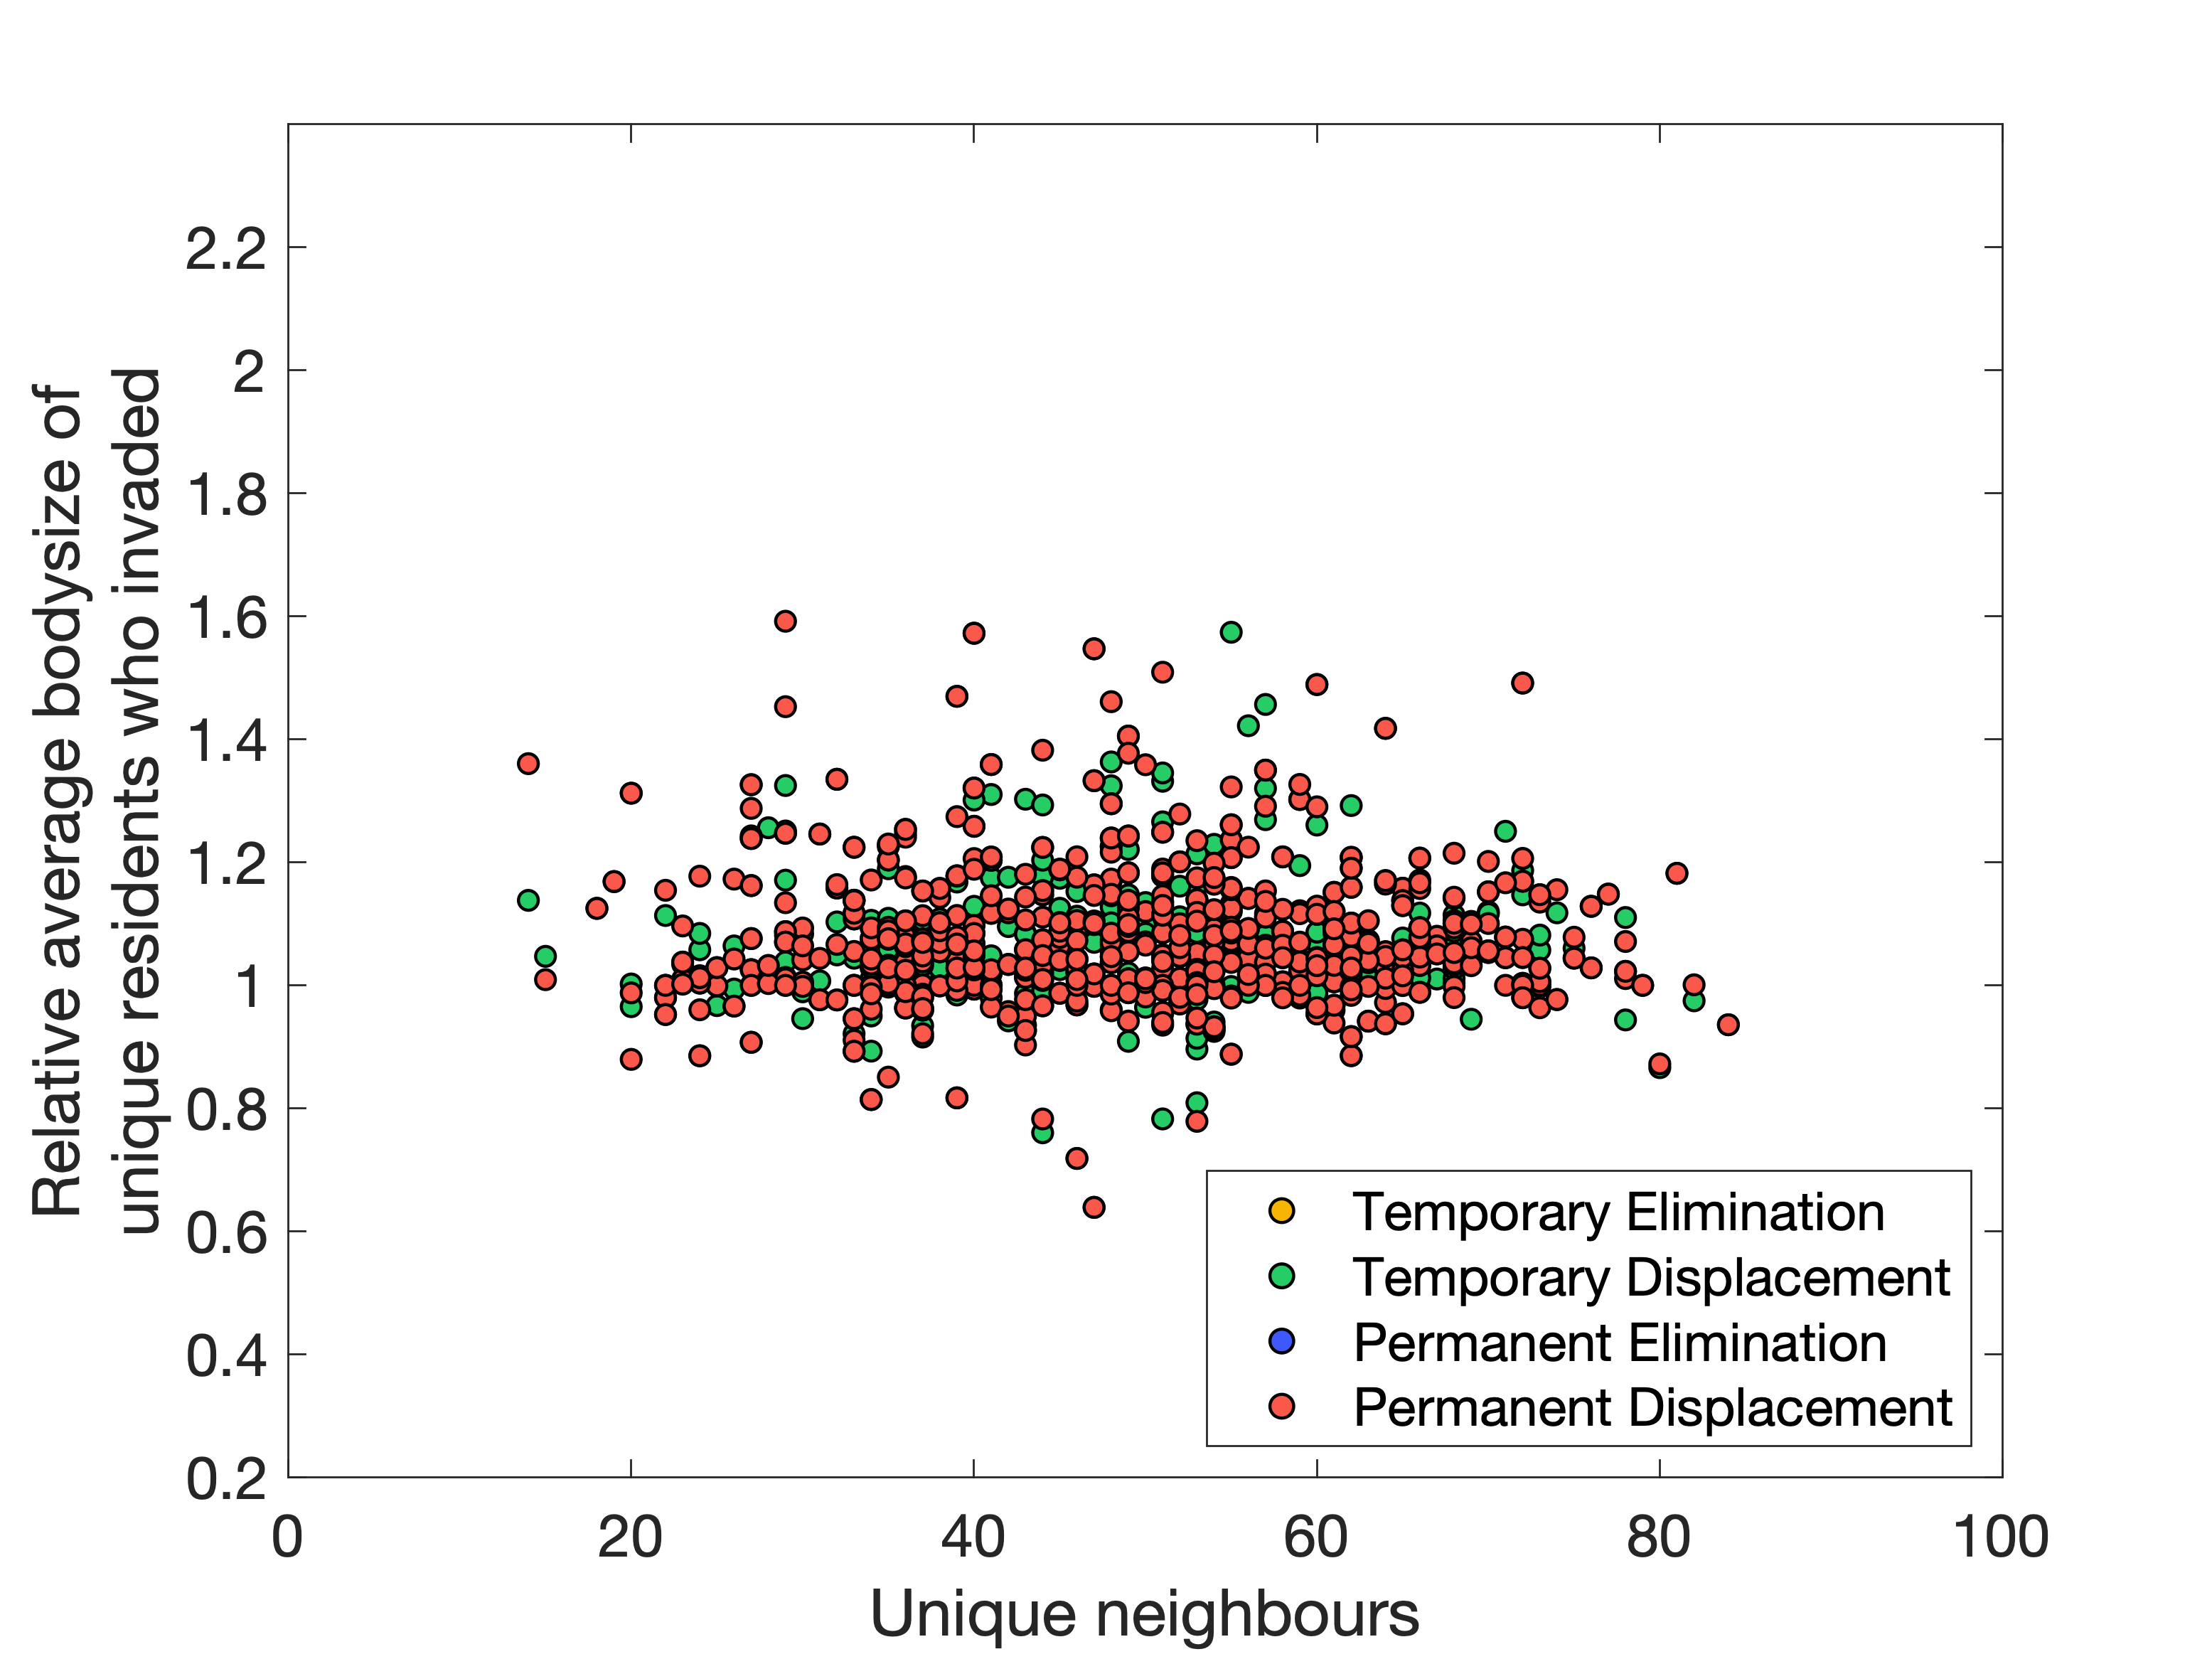 Relative average bodysize of
unique residents who invaded
2.2
2
1.8
1.6
1.4
1.2
1
0.8
0.6
0.4
0.2
0 20 40 60 80 100
Unique neighbours
Temporary Elimination
Temporary Displacement
Permanent Elimination
Permanent Displacement